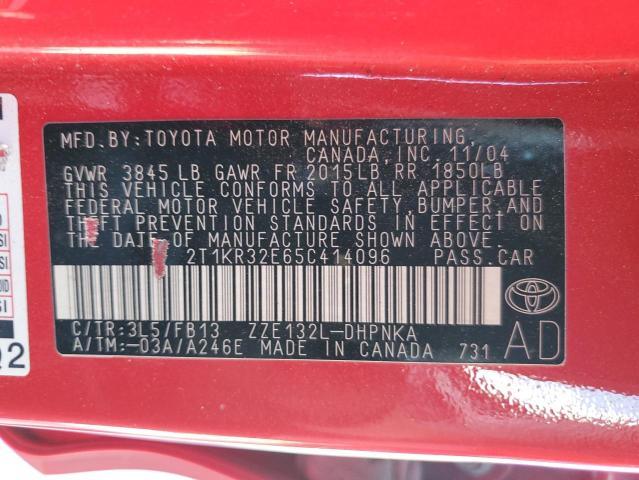 MFD. BY: TOYOTA MOTOR MANUFACTURING,
CANADA, INC. 11/04
GVWR 3845 LB GAWR FR 2015LB, RR 1850LB
THIS VEHICLE CONFORMS TO ALL APPLICABLE
FEDERAL MOTOR VEHICLE SAFETY, BUMPER, AND
THEFT PREVENTION STANDARDS IN EFFECT ON
THE DATE OF MANUFACTURE SHOWN ABOVE.
2T1KR32E65C414096 PASS. CAR
C/TR: 3L5/FB13 ZZE132L-DHPNKA
A/TM: -03A/A246E MADE IN CANADA 731
AD
SI
SI
Q2